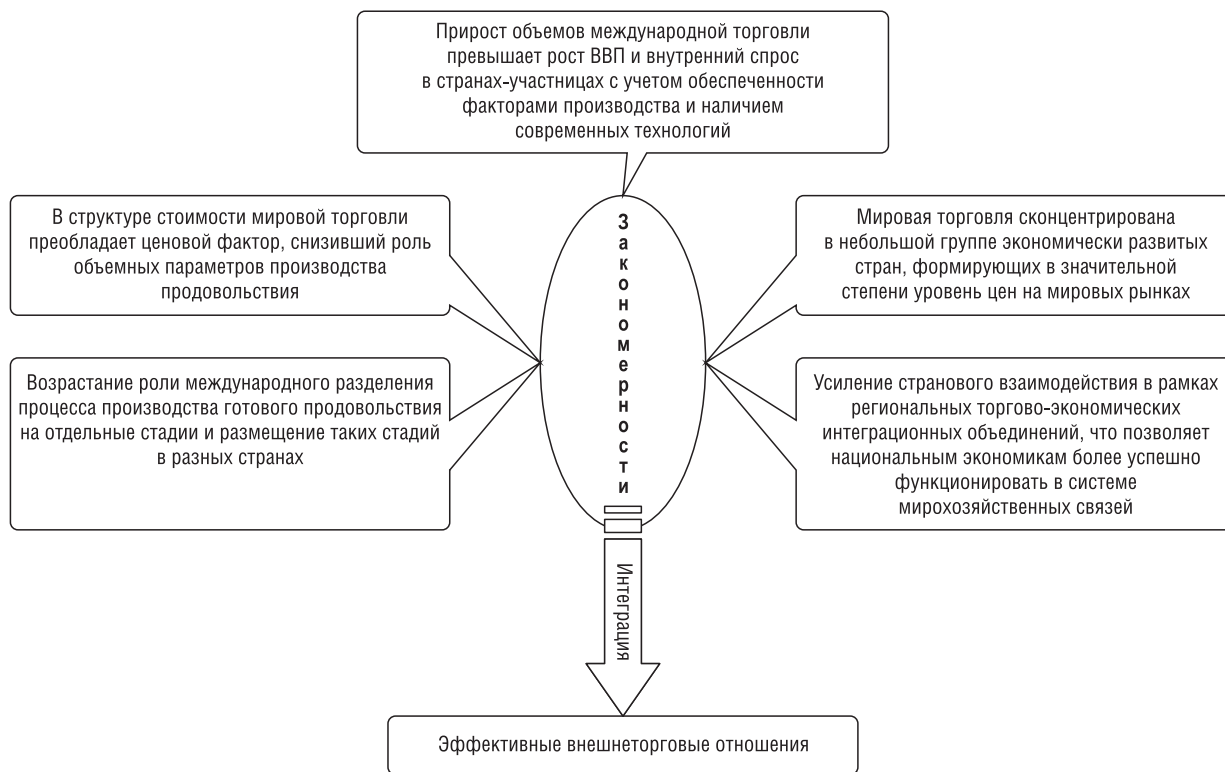 Прирост объемов международной торговли
превышает рост ВВП и внутренний спрос
в странах-участницах с учетом обеспеченности
факторами производства и наличием
современных технологий
В структуре стоимости мировой торговли
преобладает ценовой фактор, снизивший роль
объемных параметров производства
продовольствия
Закономерности
Мировая торговля сконцентрирована
в небольшой группе экономически развитых
стран, формирующих в значительной
степени уровень цен на мировых рынках
Возрастание роли международного разделения
процесса производства готового продовольствия
на отдельные стадии и размещение таких стадий
в разных странах
Усиление странового взаимодействия в рамках
региональных торгово-экономических
интеграционных объединений, что позволяет
национальным экономикам более успешно
функционировать в системе
мирохозяйственных связей
Интеграция
Эффективные внешнеторговые отношения